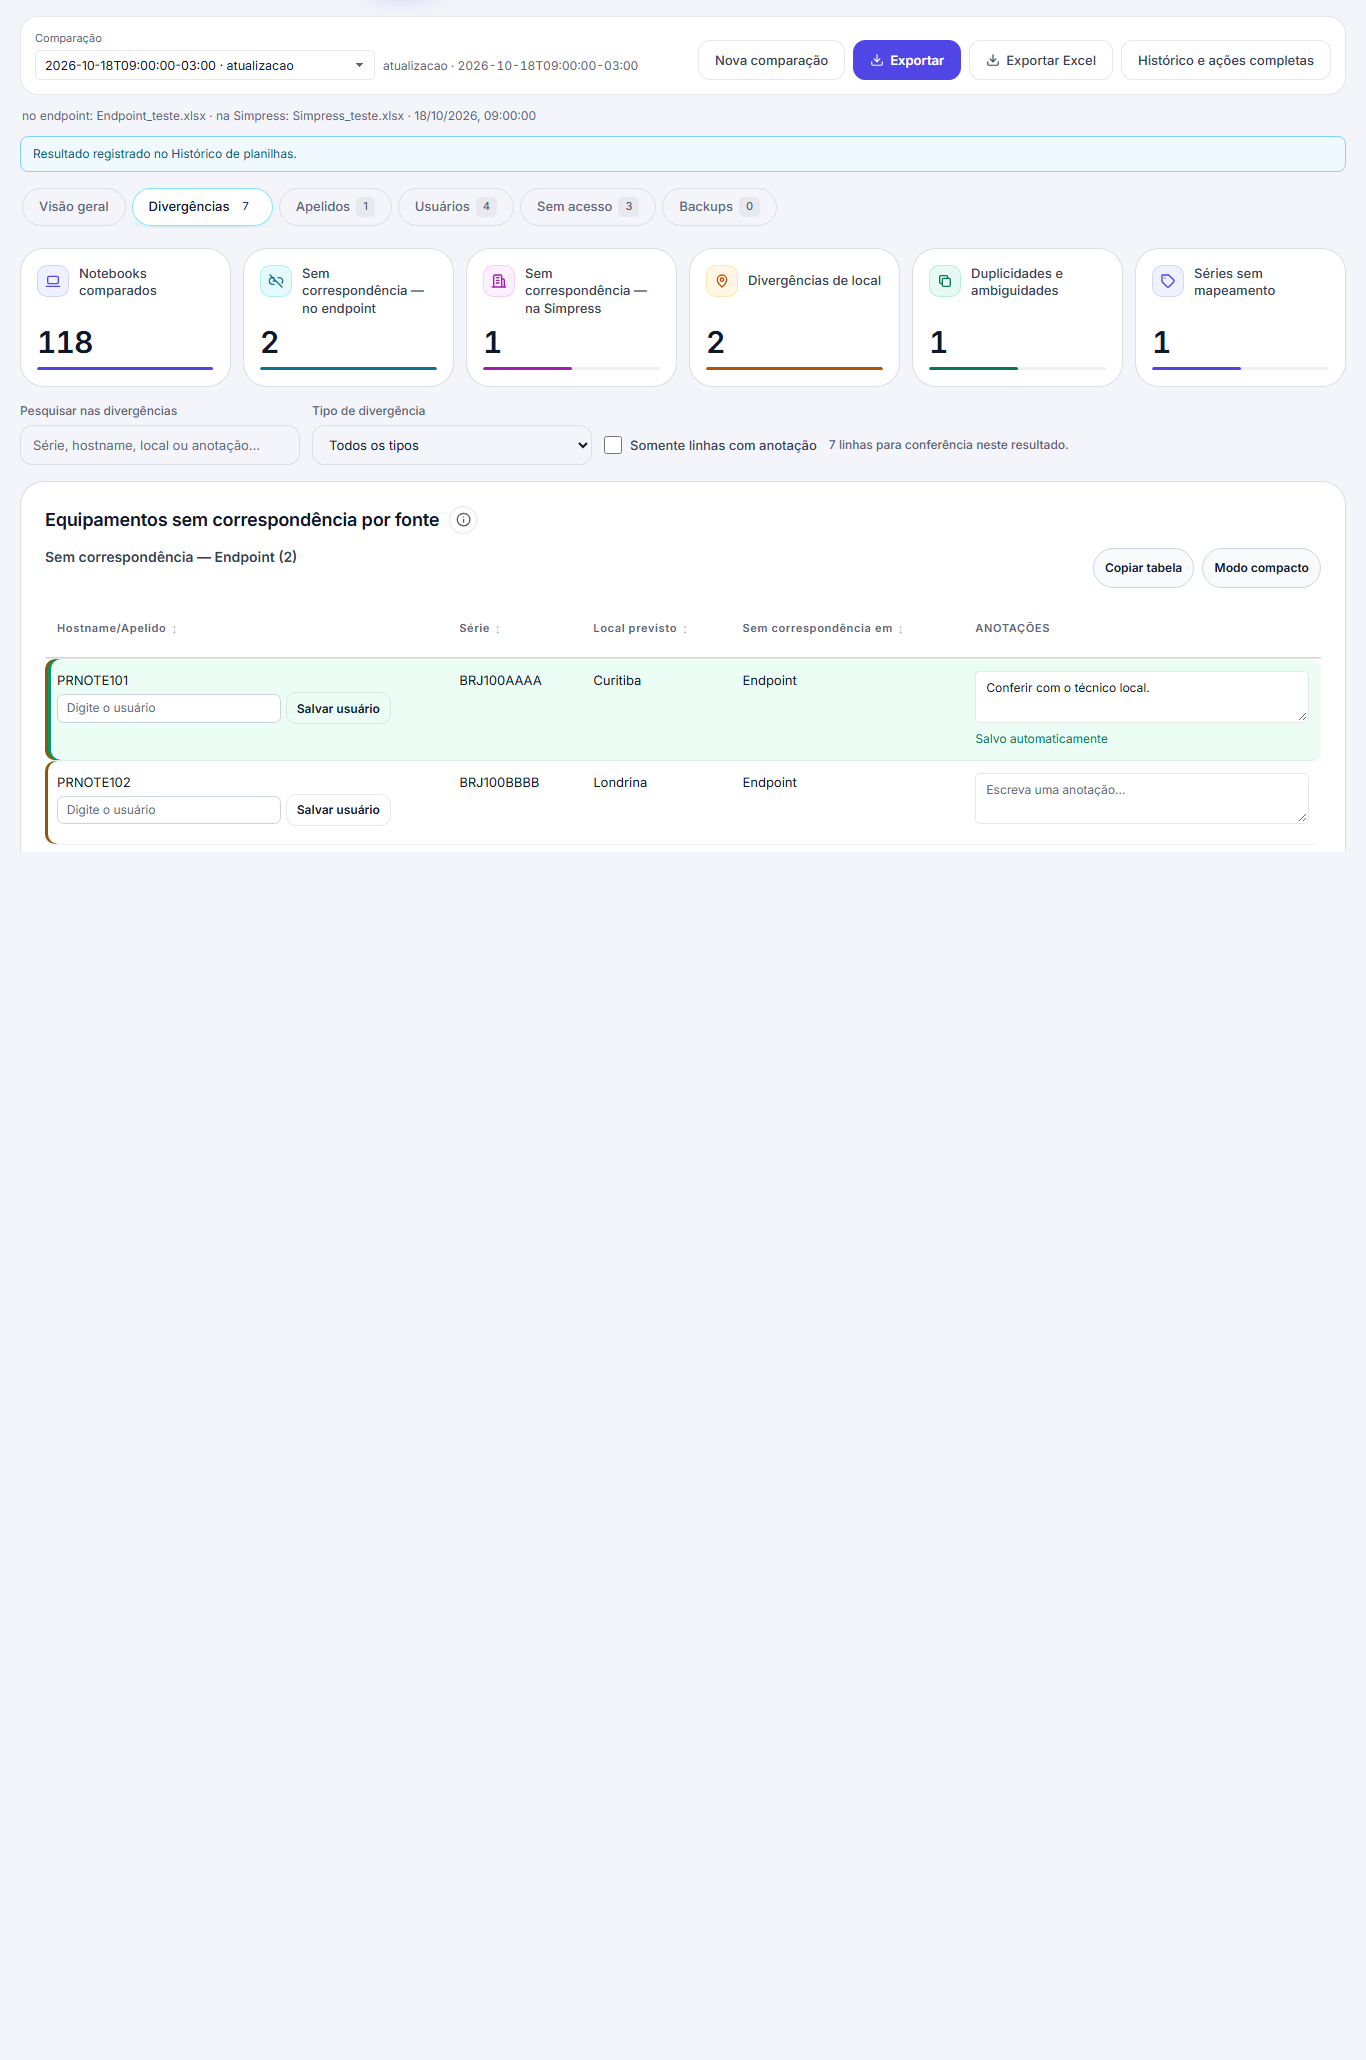 Comparação
2026-10-18T09:00:00-03:00 · atualizacao
atualizacao · 2026-10-18T09:00:00-03:00
Nova comparação
Exportar
Exportar Excel
Histórico e ações completas
no endpoint: Endpoint_teste.xlsx · na Simpress: Simpress_teste.xlsx · 18/10/2026, 09:00:00
Resultado registrado no Histórico de planilhas.
Visão geral
Divergências 7
Apelidos 1
Usuários 4
Sem acesso 3
Backups 0
Notebooks
comparados
118
Sem
correspondência —
no endpoint
2
Sem
correspondência —
na Simpress
1
Divergências de local
2
Duplicidades e
ambiguidades
1
Séries sem
mapeamento
1
Pesquisar nas divergências
Série, hostname, local ou anotação...
Tipo de divergência
Todos os tipos
Somente linhas com anotação
7 linhas para conferência neste resultado.
Equipamentos sem correspondência por fonte
Sem correspondência — Endpoint (2)
Copiar tabela
Modo compacto
Hostname/Apelido ↕ Série ↕ Local previsto ↕ Sem correspondência em ↕ ANOTAÇÕES
PRNOTE101 BRJ100AAAA Curitiba Endpoint Conferir com o técnico local.
Digite o usuário Salvar usuário
Salvo automaticamente
PRNOTE102 BRJ100BBBB Londrina Endpoint Escreva uma anotação...
Digite o usuário Salvar usuário